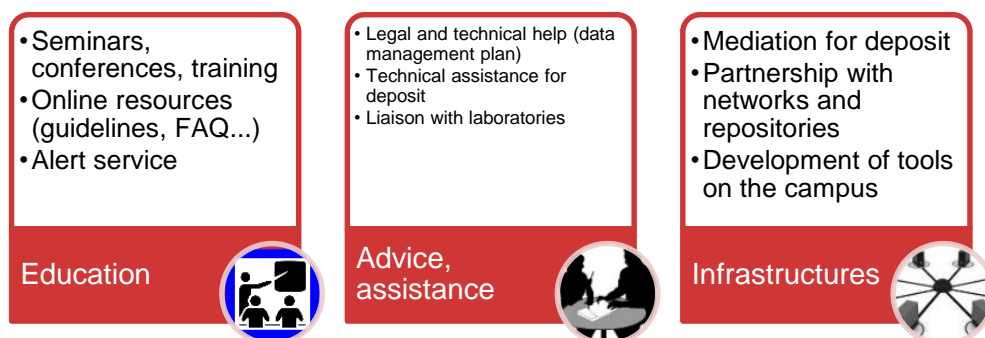 •Seminars,
conferences, training
•Online resources
(guidelines, FAQ...)
•Alert service
Education
• Legal and technical help (data
management plan)
• Technical assistance for
deposit
• Liaison with laboratories
Advice,
assistance
•Mediation for deposit
•Partnership with
networks and
repositories
•Development of tools
on the campus
Infrastructures